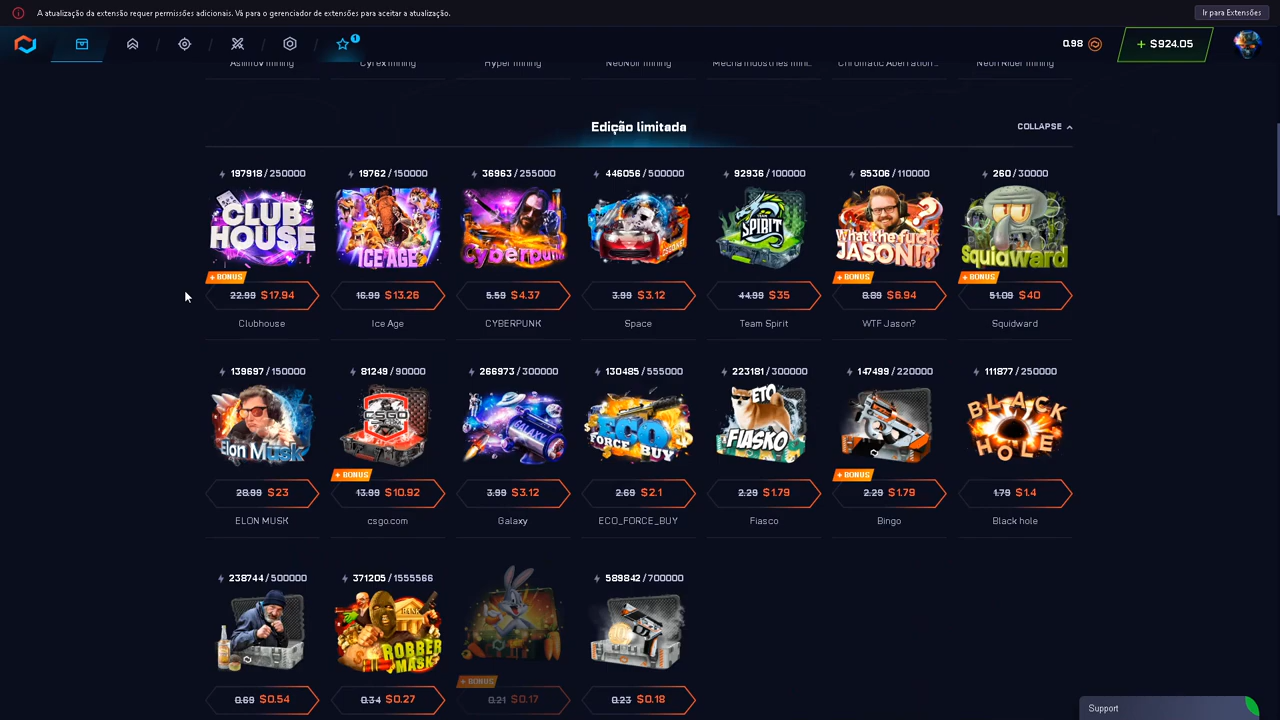 A atualização da extensão requer permissões adicionais. Vá para o gerenciador de extensões para aceitar a atualização.
Ir para Extensões
1
0.98
+ $924.05
Asiimov mining
Cyrex mining
Hyper mining
NeoNoir mining
Mecha Industries mini...
Chromatic Aberration...
Neon Rider mining
Edição limitada
COLLAPSE
197918 / 250000
19762 / 150000
36963 / 255000
446056 / 500000
92936 / 100000
85306 / 110000
260 / 30000
CLUB
HOUSE
ICE AGE
Cyberpunk
SPIRIT
What the fuck
JASON!?
Squidward
+ BONUS
+ BONUS
+ BONUS
22.99 $17.94
16.99 $13.26
5.59 $4.37
3.99 $3.12
44.99 $35
8.89 $6.94
51.09 $40
Clubhouse
Ice Age
CYBERPUNK
Space
Team Spirit
WTF Jason?
Squidward
139697 / 150000
81249 / 90000
266973 / 300000
130485 / 555000
223181 / 300000
147499 / 220000
111877 / 250000
Elon Musk
CSGO
GALAXY
ECO
FORCE BUY
ETO
FIASKO
BLACK
HOLE
+ BONUS
+ BONUS
28.99 $23
13.99 $10.92
3.99 $3.12
2.69 $2.1
2.29 $1.79
2.29 $1.79
1.79 $1.4
ELON MUSK
csgo.com
Galaxy
ECO_FORCE_BUY
Fiasco
Bingo
Black hole
238744 / 500000
371205 / 1555566
589842 / 700000
BANK
ROBBER
MASK
+ BONUS
0.69 $0.54
0.34 $0.27
0.21 $0.17
0.23 $0.18
Support